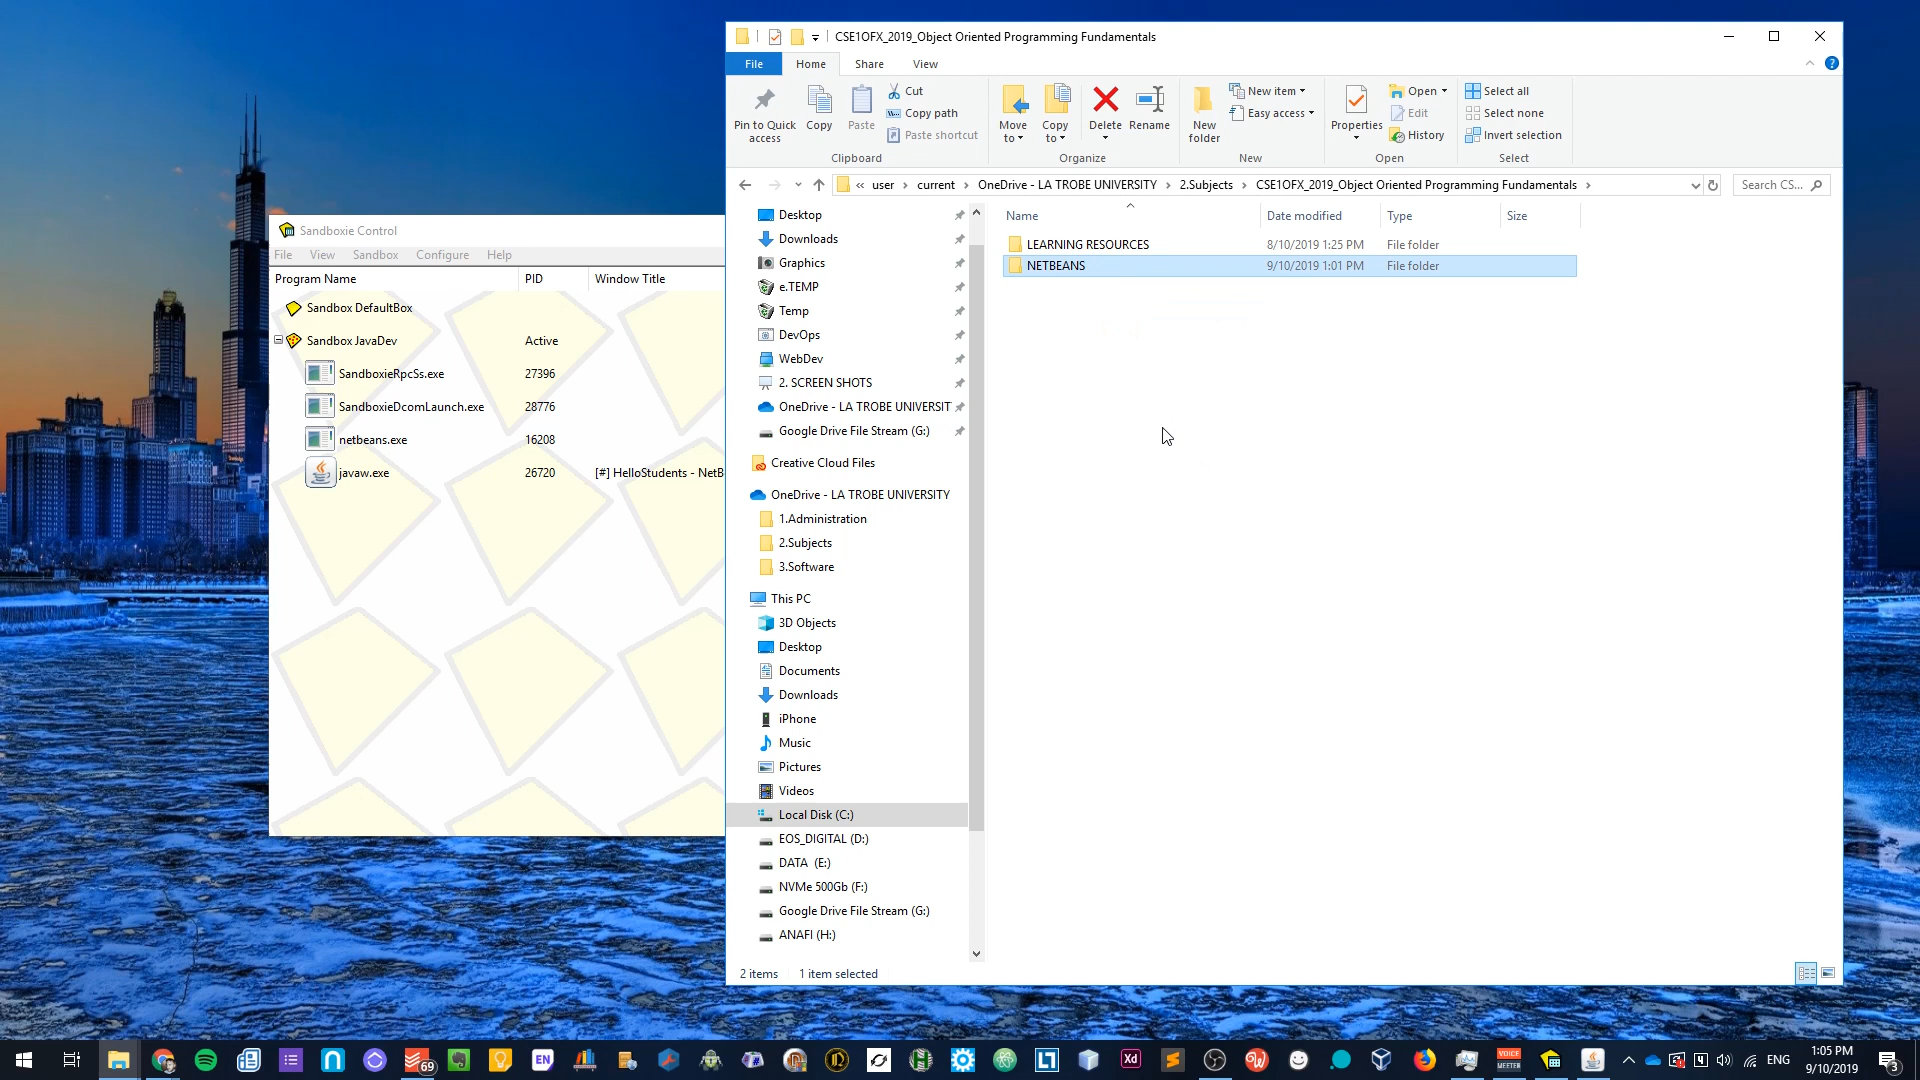 CSE1OFX_2019_Object Oriented Programming Fundamentals
File Home Share View
Pin to Quick access
Copy
Paste
Cut
Copy path
Paste shortcut
Clipboard
Move to
Copy to
Delete
Rename
Organize
New folder
New item
Easy access
New
Properties
Open
Edit
History
Open
Select all
Select none
Invert selection
Select
« user › current › OneDrive - LA TROBE UNIVERSITY › 2.Subjects › CSE1OFX_2019_Object Oriented Programming Fundamentals ›
Search CS...
Name Date modified Type Size
LEARNING RESOURCES 8/10/2019 1:25 PM File folder
NETBEANS 9/10/2019 1:01 PM File folder
Desktop
Downloads
Graphics
e.TEMP
Temp
DevOps
WebDev
2. SCREEN SHOTS
OneDrive - LA TROBE UNIVERSIT
Google Drive File Stream (G:)
Creative Cloud Files
OneDrive - LA TROBE UNIVERSITY
1.Administration
2.Subjects
3.Software
This PC
3D Objects
Desktop
Documents
Downloads
iPhone
Music
Pictures
Videos
Local Disk (C:)
EOS_DIGITAL (D:)
DATA (E:)
NVMe 500Gb (F:)
Google Drive File Stream (G:)
ANAFI (H:)
2 items 1 item selected
Sandboxie Control
File View Sandbox Configure Help
Program Name PID Window Title
Sandbox DefaultBox
Sandbox JavaDev Active
SandboxieRpcSs.exe 27396
SandboxieDcomLaunch.exe 28776
netbeans.exe 16208
javaw.exe 26720 [#] HelloStudents - NetB
69
EN
Xd
VOICE
MEETER
ENG
1:05 PM
9/10/2019
3